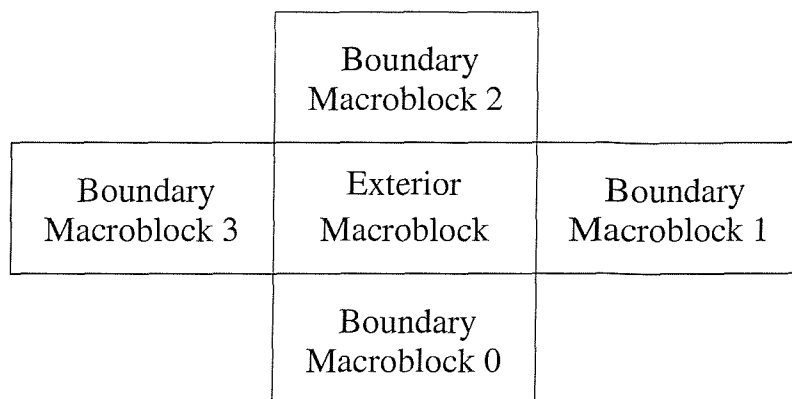 Boundary
Macroblock 2
Boundary
Macroblock 3
Exterior
Macroblock
Boundary
Macroblock 1
Boundary
Macroblock 0